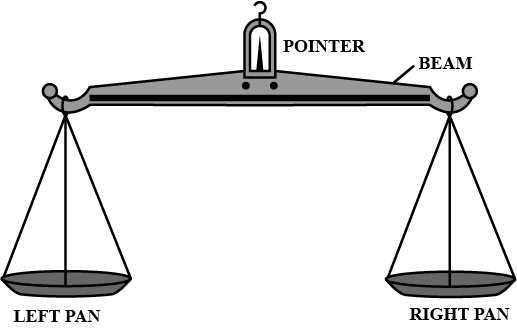 POINTER
BEAM
LEFT PAN
RIGHT PAN